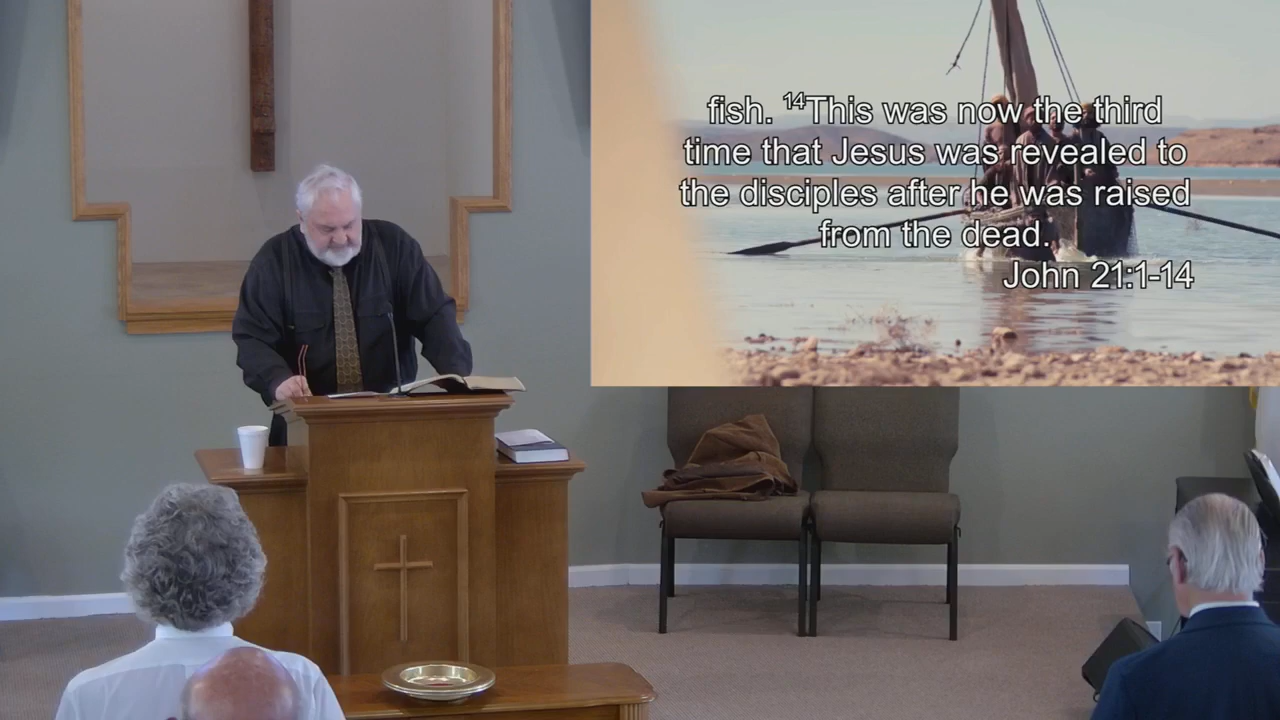 fish. ¹⁴This was now the third
time that Jesus was revealed to
the disciples after he was raised
from the dead.
John 21:1-14